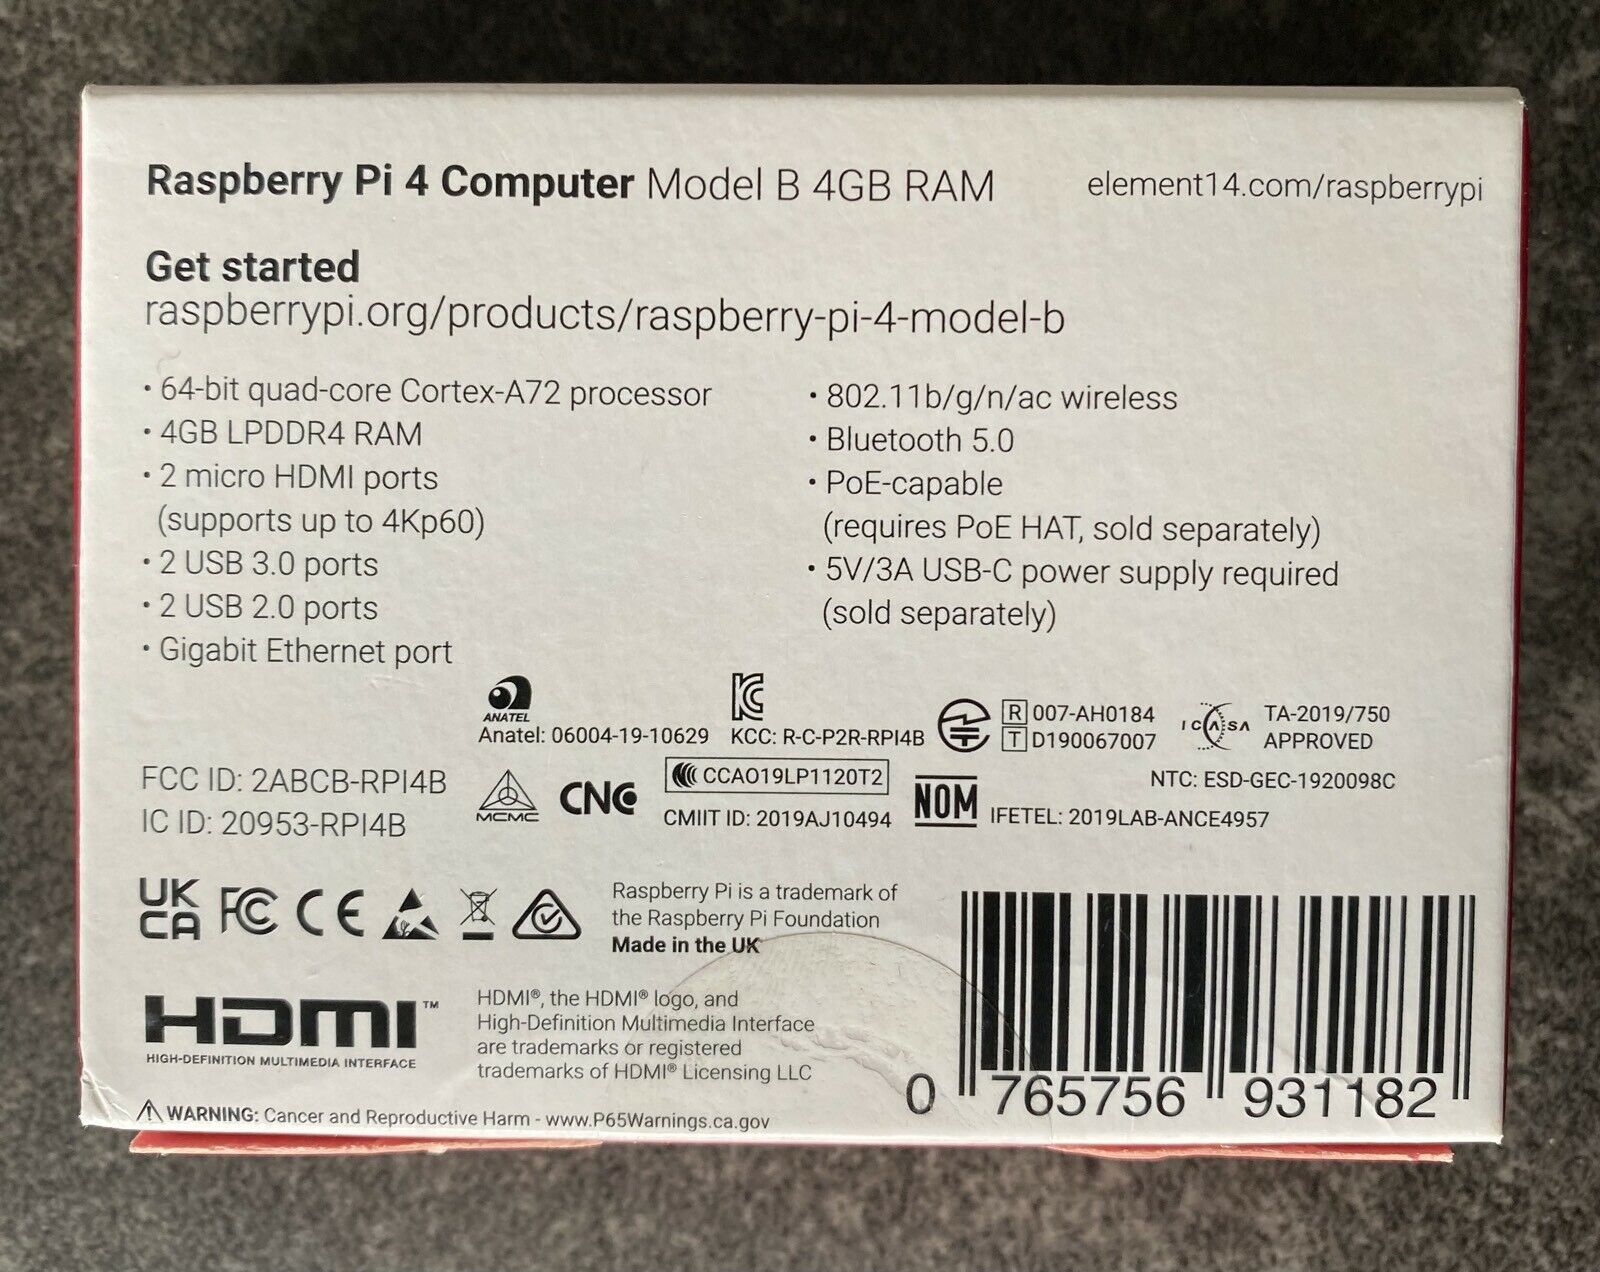 Raspberry Pi 4 Computer Model B 4GB RAM
element14.com/raspberrypi
Get started
raspberrypi.org/products/raspberry-pi-4-model-b
• 64-bit quad-core Cortex-A72 processor
• 4GB LPDDR4 RAM
• 2 micro HDMI ports
(supports up to 4Kp60)
• 2 USB 3.0 ports
• 2 USB 2.0 ports
• Gigabit Ethernet port
• 802.11b/g/n/ac wireless
• Bluetooth 5.0
• PoE-capable
(requires PoE HAT, sold separately)
• 5V/3A USB-C power supply required
(sold separately)
ANATEL
Anatel: 06004-19-10629
KC
KCC: R-C-P2R-RPI4B
R 007-AH0184
T D190067007
ICASA
TA-2019/750
APPROVED
FCC ID: 2ABCB-RPI4B
IC ID: 20953-RPI4B
MCMC
CNC
CCAO19LP1120T2
CMIIT ID: 2019AJ10494
NOM
NTC: ESD-GEC-1920098C
IFETEL: 2019LAB-ANCE4957
UK
CA
FC
CE
Raspberry Pi is a trademark of
the Raspberry Pi Foundation
Made in the UK
HDMI™
HIGH-DEFINITION MULTIMEDIA INTERFACE
HDMI®, the HDMI® logo, and
High-Definition Multimedia Interface
are trademarks or registered
trademarks of HDMI® Licensing LLC
0 765756 931182
WARNING: Cancer and Reproductive Harm - www.P65Warnings.ca.gov